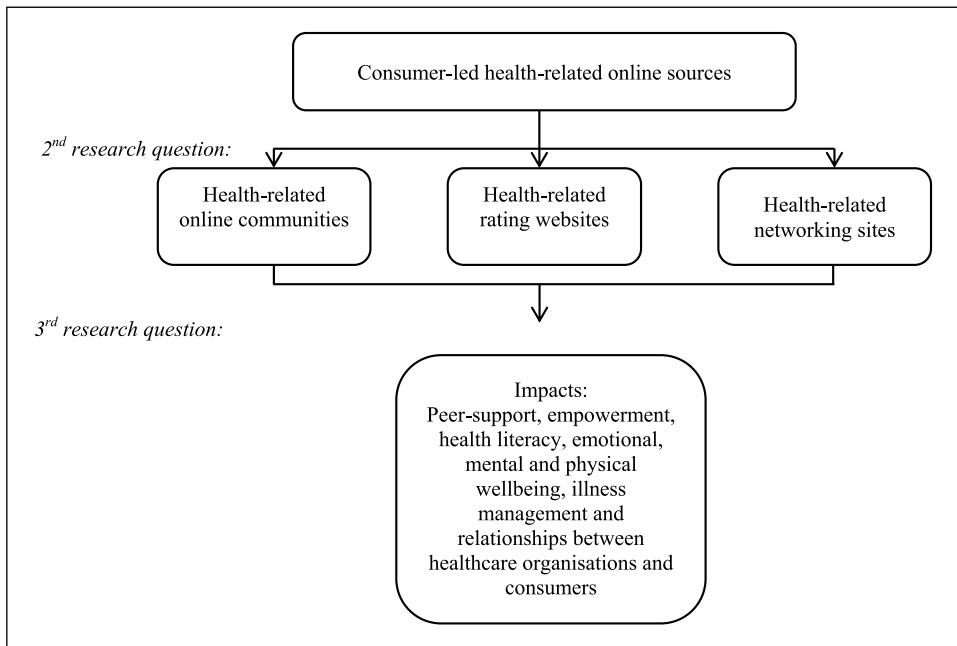 Consumer-led health-related online sources
2nd research question:
Health-related
online communities
Health-related
rating websites
Health-related
networking sites
3rd research question:
Impacts:
Peer-support, empowerment,
health literacy, emotional,
mental and physical
wellbeing, illness
management and
relationships between
healthcare organisations and
consumers